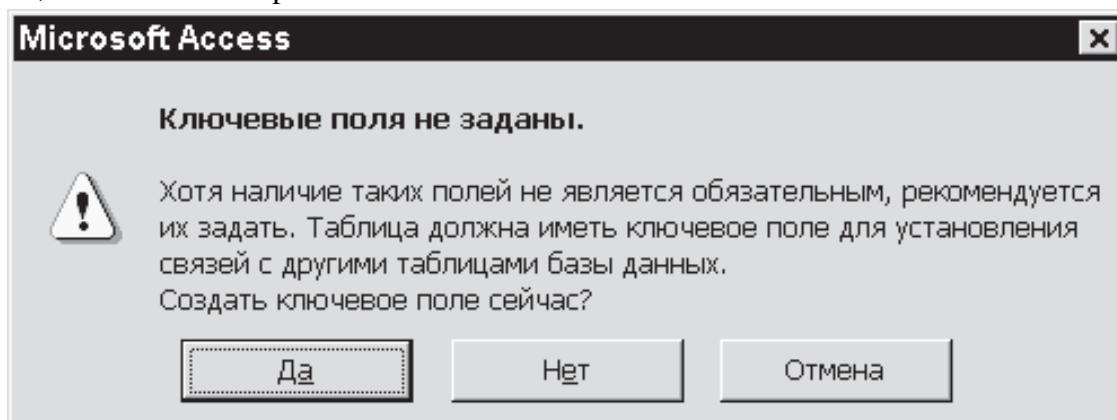 Microsoft Access
Ключевые поля не заданы.
Хотя наличие таких полей не является обязательным, рекомендуется
их задать. Таблица должна иметь ключевое поле для установления
связей с другими таблицами базы данных.
Создать ключевое поле сейчас?
Да Нет Отмена